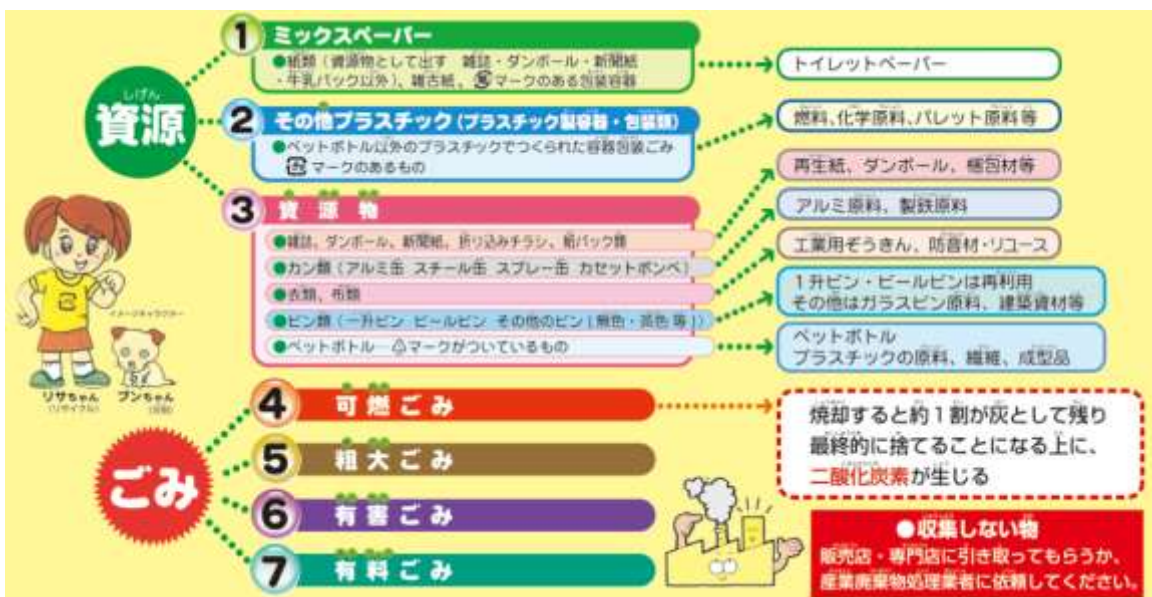 しげん
資源
1 ミックスペーパー
●紙類(資源物として出す 雑誌・ダンボール・新聞紙
・牛乳パック以外)、雑古紙、紙マークのある包装容器
トイレットペーパー
2 その他プラスチック(プラスチック製容器・包装類)
●ペットボトル以外のプラスチックでつくられた容器包装ごみ
マークのあるもの
燃料、化学原料、パレット原料等
3 資源物
●雑誌、ダンボール、新聞紙、折り込みチラシ、紙パック類
●カン類(アルミ缶 スチール缶 スプレー缶 カセットボンベ)
●衣類、布類
●ビン類(一升ビン ビールビン その他のビン[無色・茶色 等])
●ペットボトル マークがついているもの
再生紙、ダンボール、梱包材等
アルミ原料、製鉄原料
工業用ぞうきん、防音材・リユース
1升ビン・ビールビンは再利用
その他はガラスビン原料、建築資材等
ペットボトル
プラスチックの原料、繊維、成型品
イメージキャラクター
リサちゃん
(リサイクル)
ブンちゃん
(分別)
ごみ
4 可燃ごみ
5 粗大ごみ
6 有害ごみ
7 有料ごみ
焼却すると約1割が灰として残り
最終的に捨てることになる上に、
二酸化炭素が生じる
●収集しない物
販売店・専門店に引き取ってもらうか、
産業廃棄物処理業者に依頼してください。